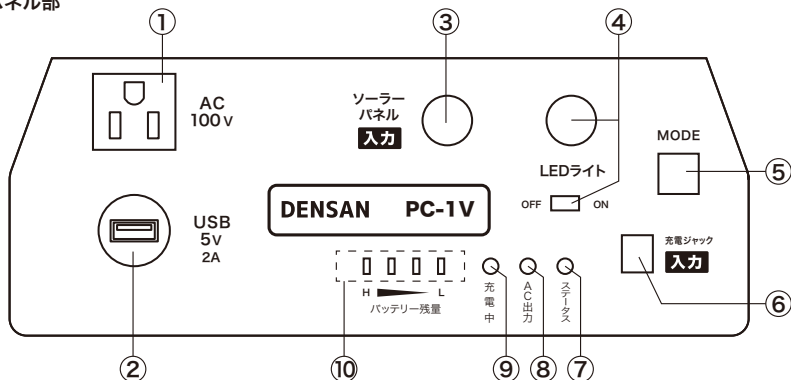 ネル部
①
③
④
AC
100V
ソーラー
パネル
入力
LEDライト
OFF
ON
MODE
⑤
USB
5V
2A
DENSAN PC-1V
充電ジャック
入力
⑥
H
L
バッテリー残量
充電中
AC出力
ステータス
②
⑩
⑨
⑧
⑦